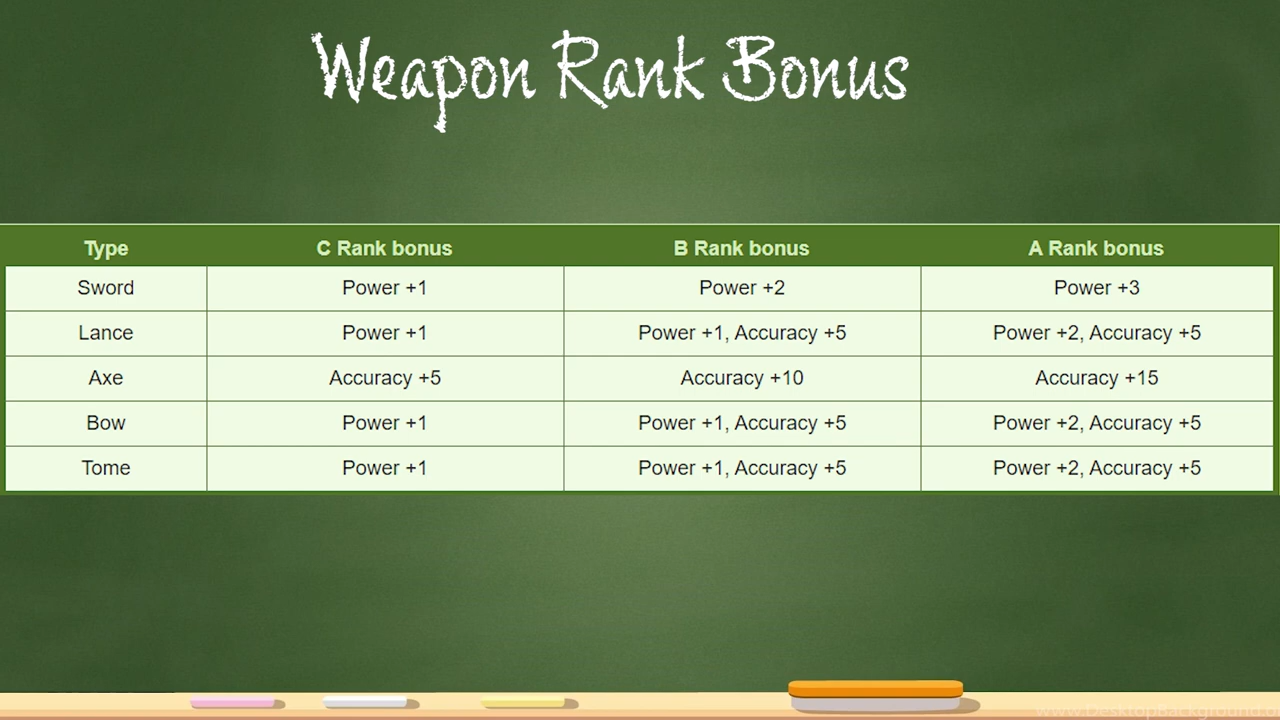 Weapon Rank Bonus
Type C Rank bonus B Rank bonus A Rank bonus
Sword Power +1 Power +2 Power +3
Lance Power +1 Power +1, Accuracy +5 Power +2, Accuracy +5
Axe Accuracy +5 Accuracy +10 Accuracy +15
Bow Power +1 Power +1, Accuracy +5 Power +2, Accuracy +5
Tome Power +1 Power +1, Accuracy +5 Power +2, Accuracy +5